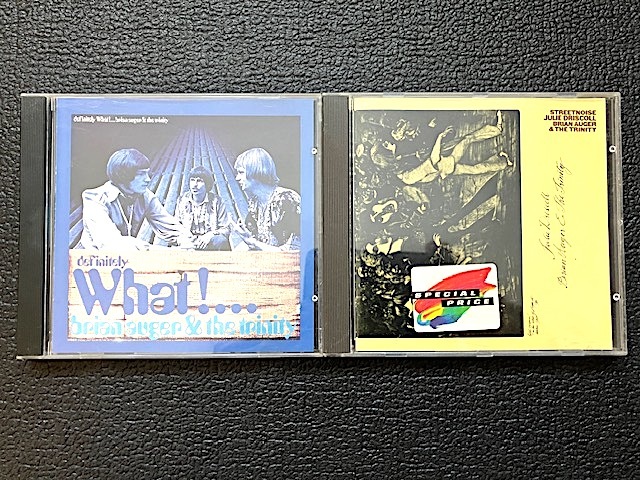 definitely What!....brian auger & the trinity
definitely
What!....
brian auger & the trinity
STREETNOISE
JULIE DRISCOLL
BRIAN AUGER
& THE TRINITY
SPECIAL
PRICE